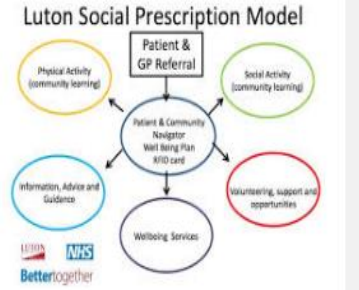 Luton Social Prescription Model
Patient &
GP Referral
Physical Activity
(community learning)
Social Activity
(community learning)
Patient & Community
Navigator
Well Being Plan
RFID card
Information, Advice and
Guidance
Volunteering, support and
opportunities
Wellbeing Services
LUTON
NHS
Bettertogether